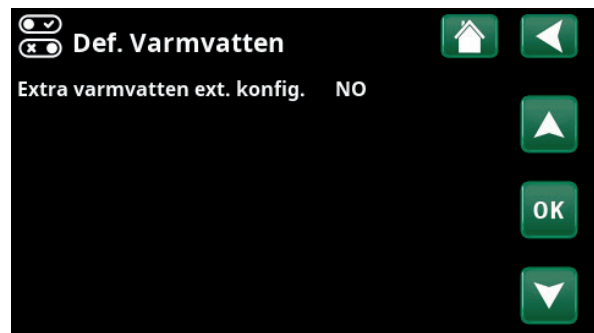 Def. Varmvatten
Extra varmvatten ext. konfig. NO
OK